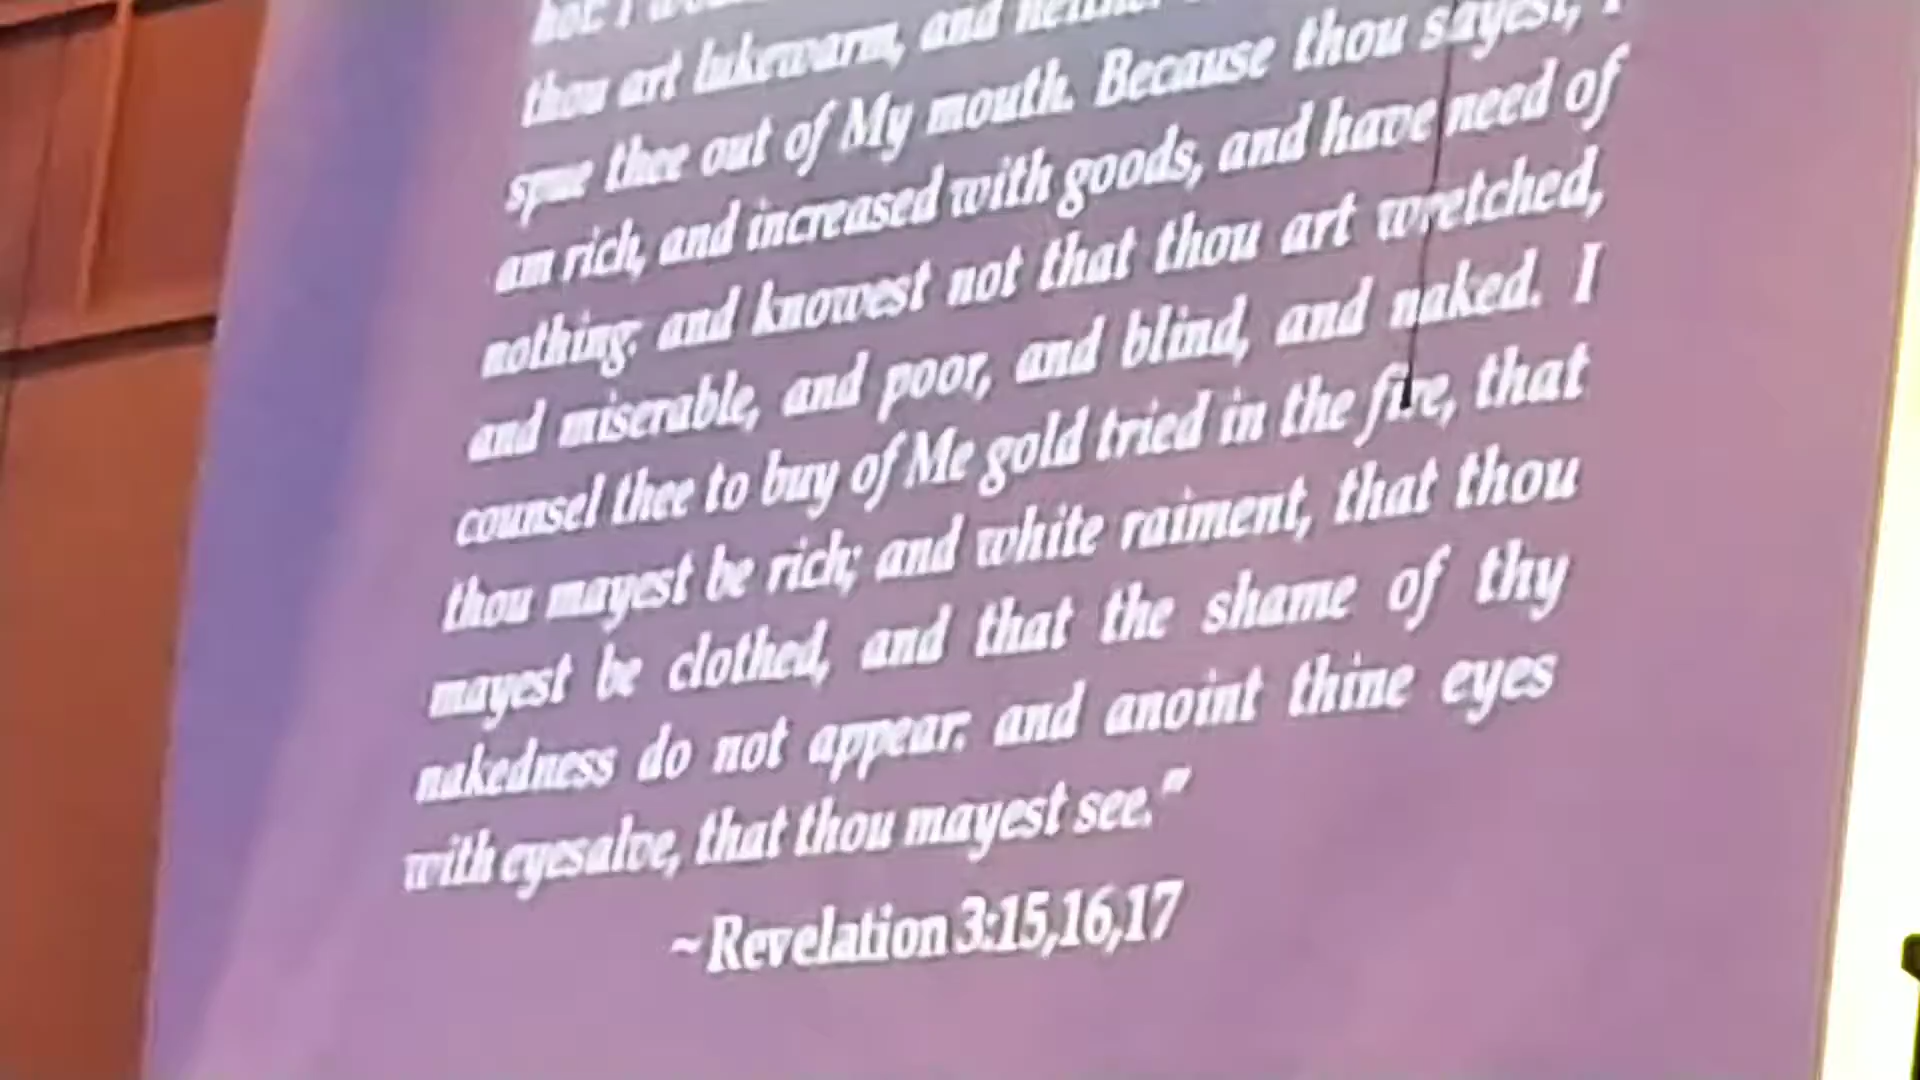 hot: I
thou art lukewarm, and neither
spue thee out of My mouth. Because thou sayest, I
am rich, and increased with goods, and have need of
nothing: and knowest not that thou art wretched,
and miserable, and poor, and blind, and naked. I
counsel thee to buy of Me gold tried in the fire, that
thou mayest be rich; and white raiment, that thou
mayest be clothed, and that the shame of thy
nakedness do not appear: and anoint thine eyes
with eyesalve, that thou mayest see."
~ Revelation 3:15,16,17